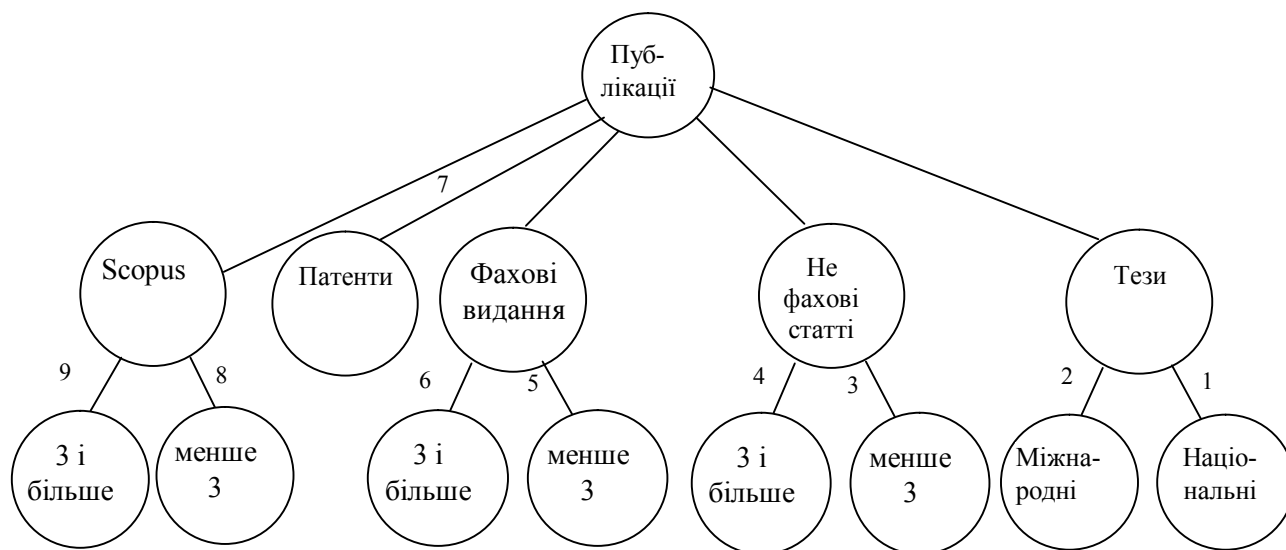 Пуб-
лікації
7
Scopus
Патенти
Фахові
видання
Не
фахові
статті
Тези
9
8
6
5
4
3
2
1
3 і
більше
менше
3
3 і
більше
менше
3
3 і
більше
менше
3
Міжна-
родні
Націо-
нальні